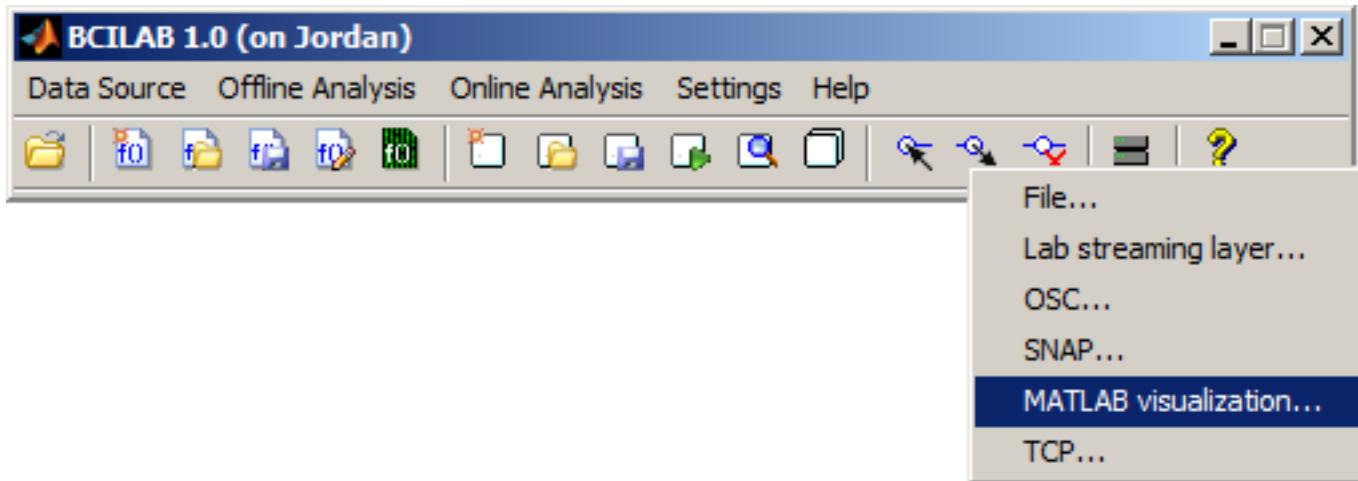 BCILAB 1.0 (on Jordan)
Data Source Offline Analysis Online Analysis Settings Help
f() f() f() f() f()
File...
Lab streaming layer...
OSC...
SNAP...
MATLAB visualization...
TCP...